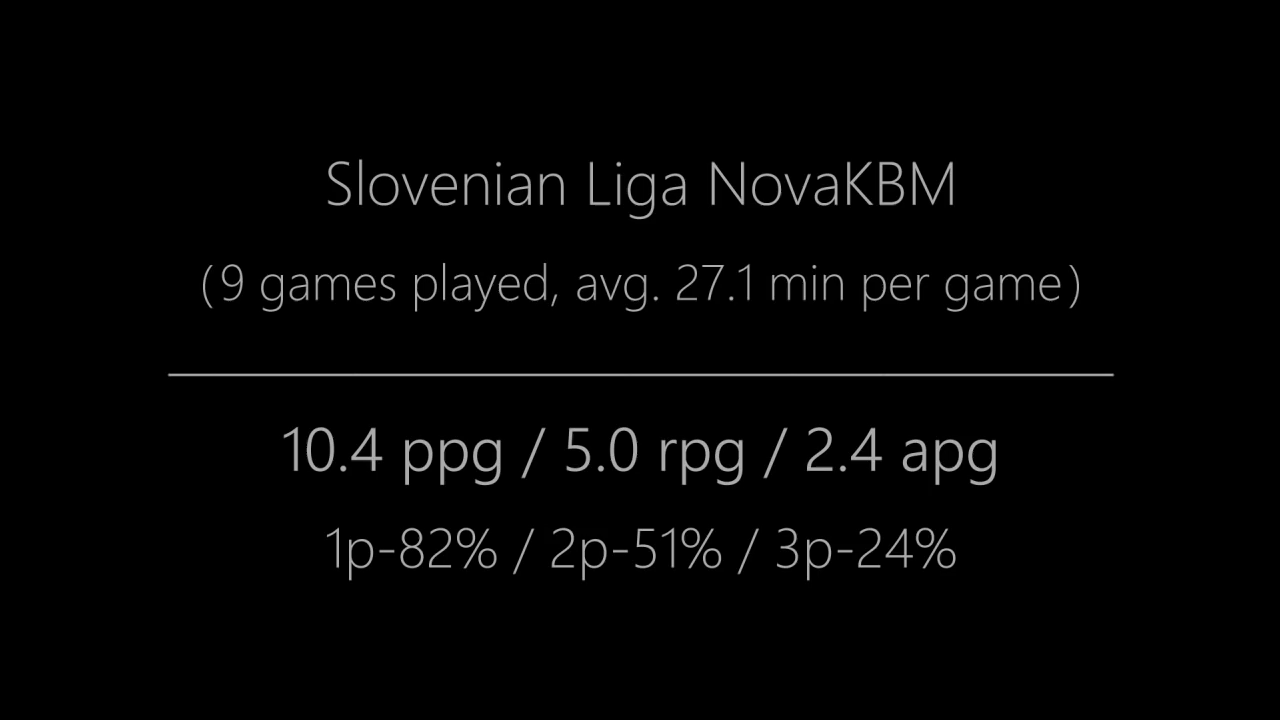 Slovenian Liga NovaKBM
(9 games played, avg. 27.1 min per game)
10.4 ppg / 5.0 rpg / 2.4 apg
1p-82% / 2p-51% / 3p-24%